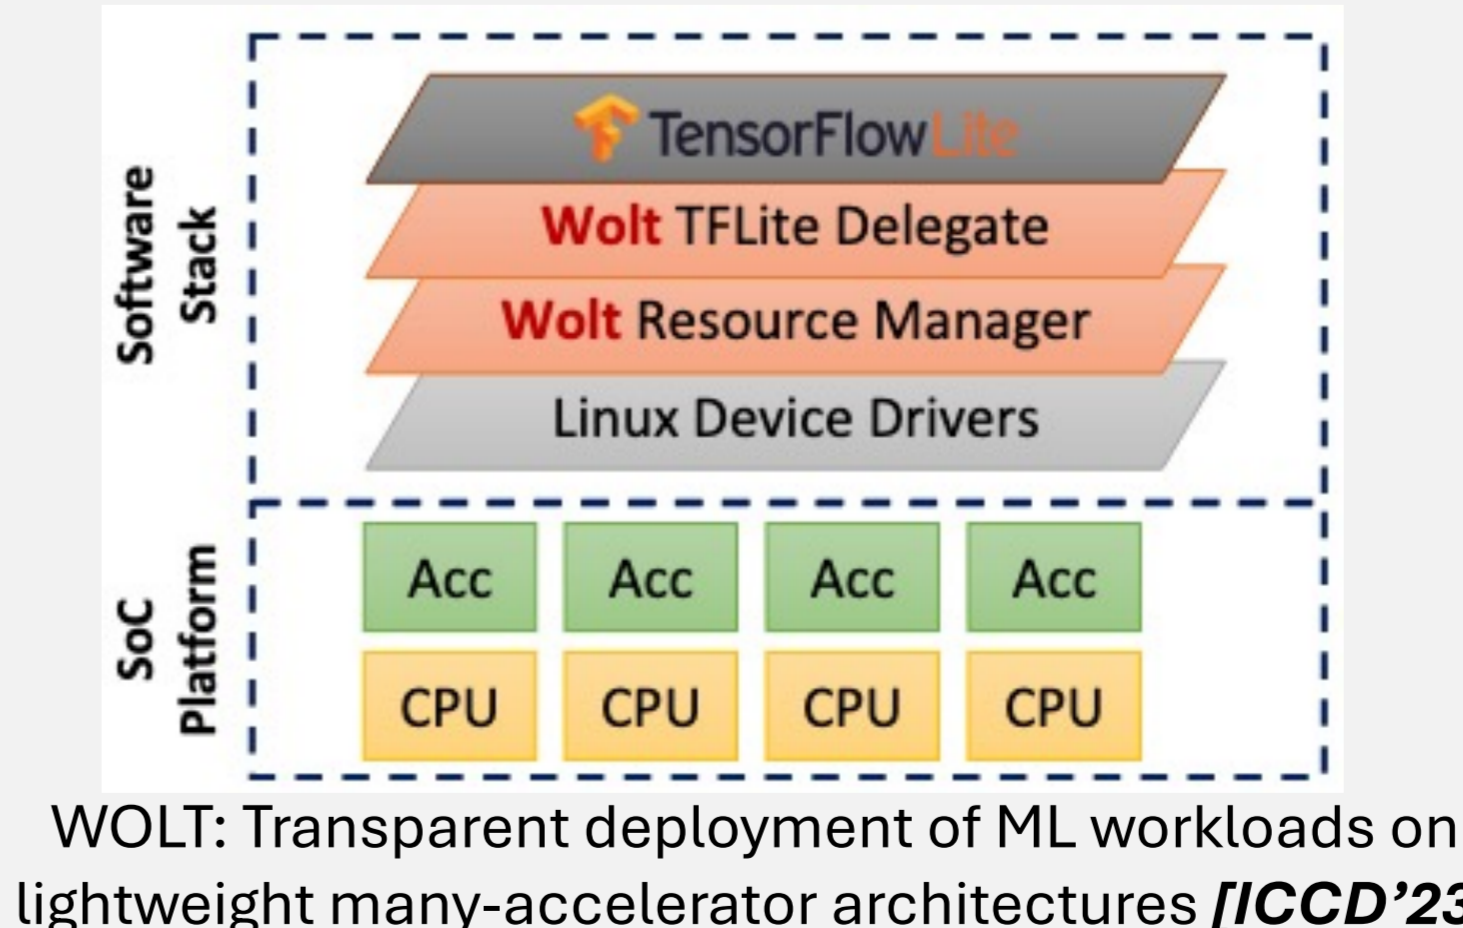 Software
Stack
TensorFlow Lite
Wolt TFLite Delegate
Wolt Resource Manager
Linux Device Drivers
SoC
Platform
Acc Acc Acc Acc
CPU CPU CPU CPU
WOLT: Transparent deployment of ML workloads on
lightweight many-accelerator architectures [ICCD’23